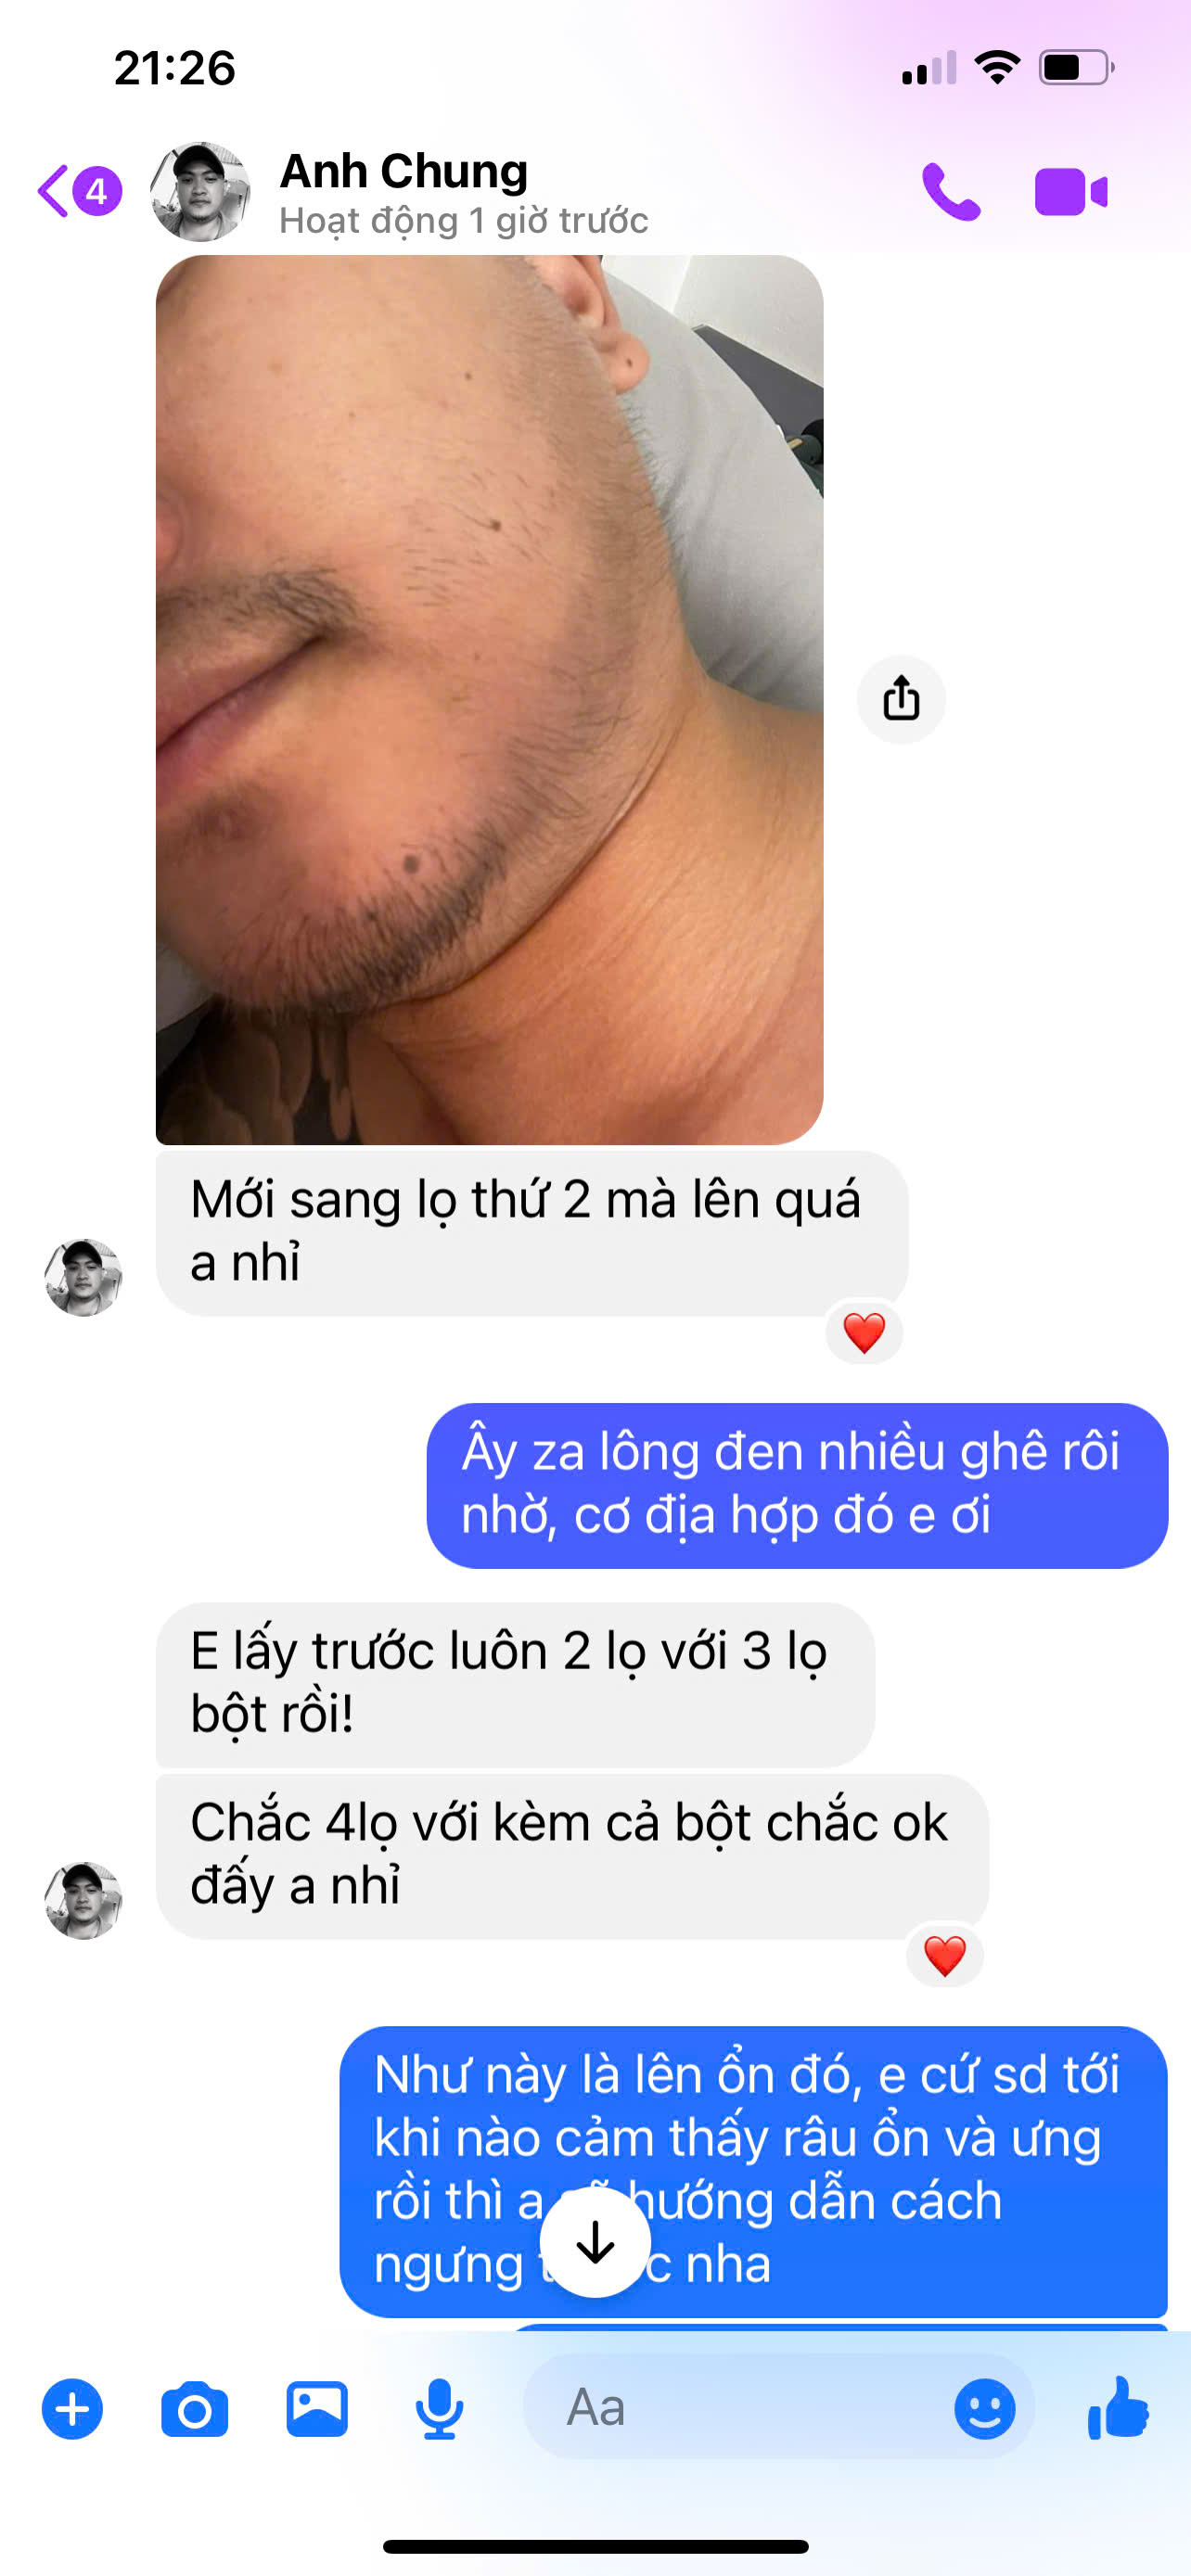 21:26
4
Anh Chung
Hoạt động 1 giờ trước
Mới sang lọ thứ 2 mà lên quá
a nhỉ
Ây za lông đen nhiều ghê rôi
nhờ, cơ địa hợp đó e ơi
E lấy trước luôn 2 lọ với 3 lọ
bột rồi!
Chắc 4lọ với kèm cả bột chắc ok
đấy a nhỉ
Như này là lên ổn đó, e cứ sd tới
khi nào cảm thấy râu ổn và ưng
rồi thì a hướng dẫn cách
ngưng nha
Aa